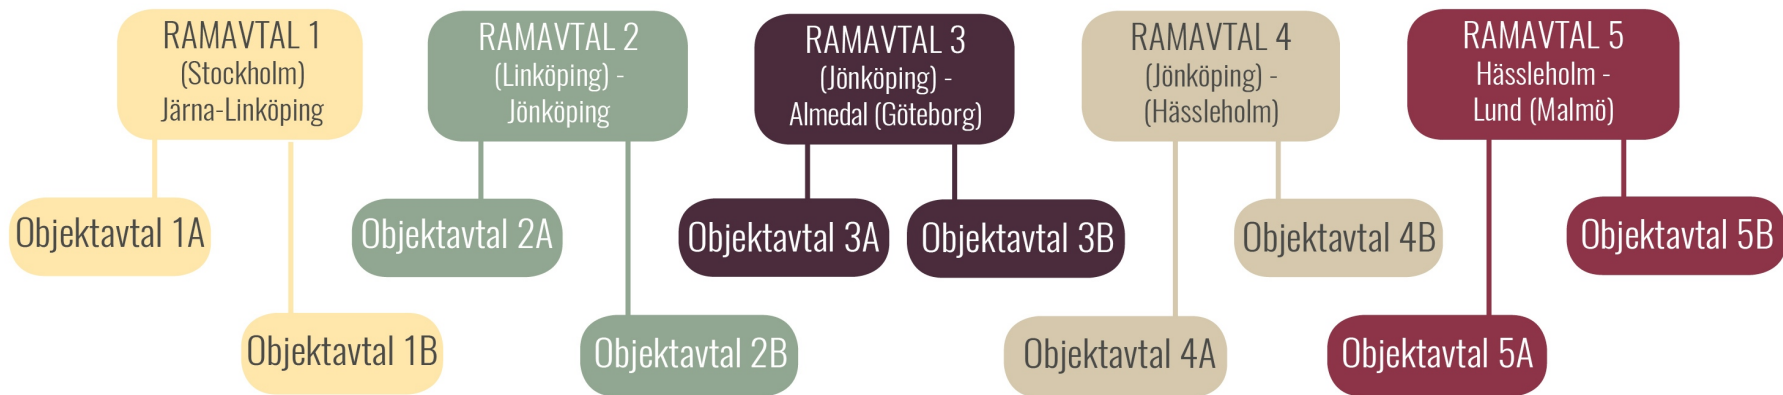 RAMAVTAL 1
(Stockholm)
Järna-Linköping
RAMAVTAL 2
(Linköping) -
Jönköping
RAMAVTAL 3
(Jönköping) -
Almedal (Göteborg)
RAMAVTAL 4
(Jönköping) -
(Hässleholm)
RAMAVTAL 5
Hässleholm -
Lund (Malmö)
Objektavtal 1A
Objektavtal 2A
Objektavtal 3A
Objektavtal 3B
Objektavtal 4B
Objektavtal 5B
Objektavtal 1B
Objektavtal 2B
Objektavtal 4A
Objektavtal 5A